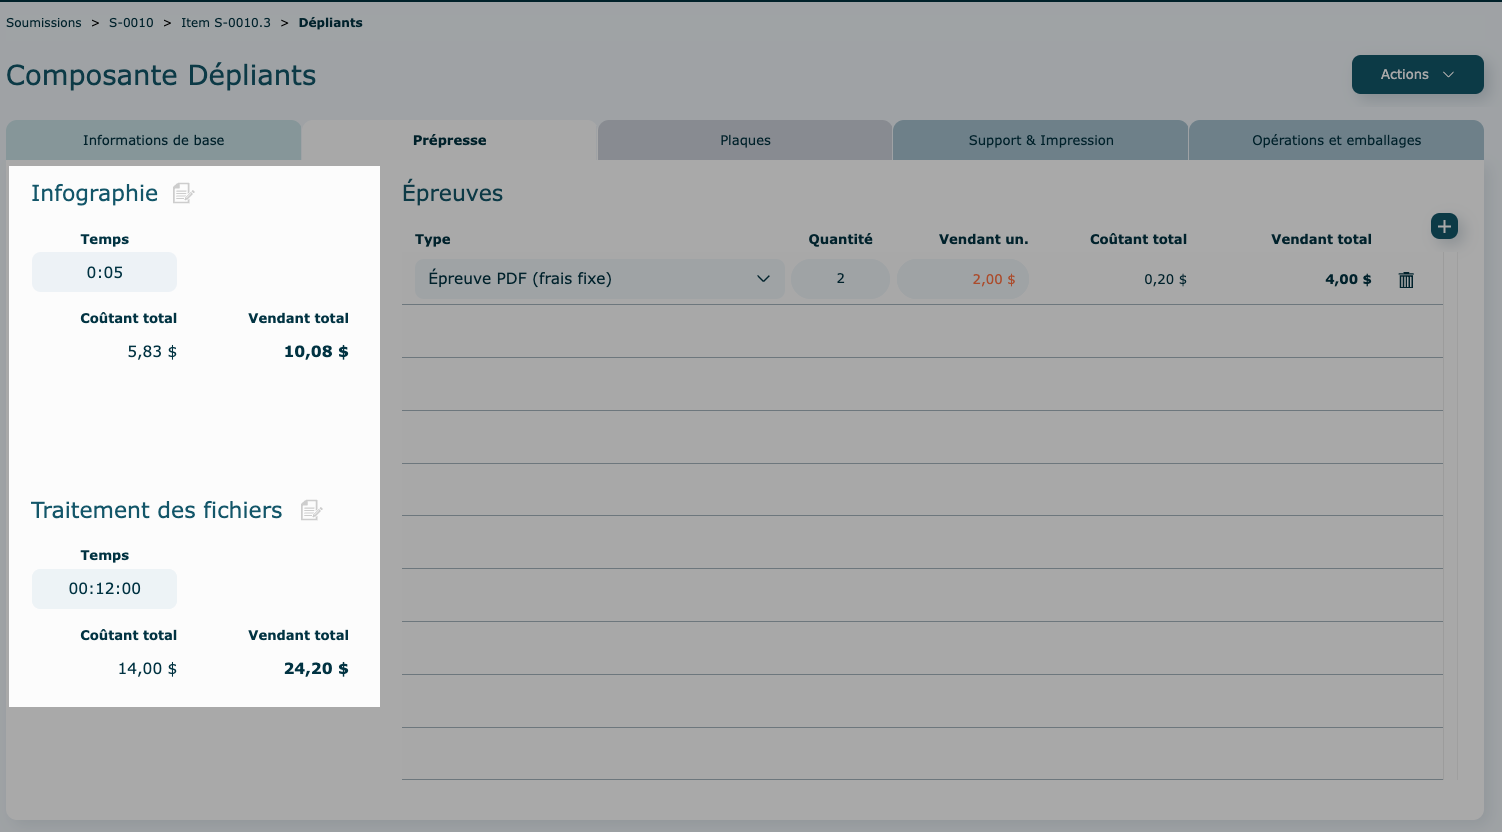 Soumissions > S-0010 > Item S-0010.3 > Dépliants
Composante Dépliants
Actions
Informations de base
Prépresse
Plaques
Support & Impression
Opérations et emballages
Infographie
Temps
0:05
Coûtant total Vendant total
5,83 $ 10,08 $
Traitement des fichiers
Temps
00:12:00
Coûtant total Vendant total
14,00 $ 24,20 $
Épreuves
Type Quantité Vendant un. Coûtant total Vendant total
Épreuve PDF (frais fixe) 2 2,00 $ 0,20 $ 4,00 $